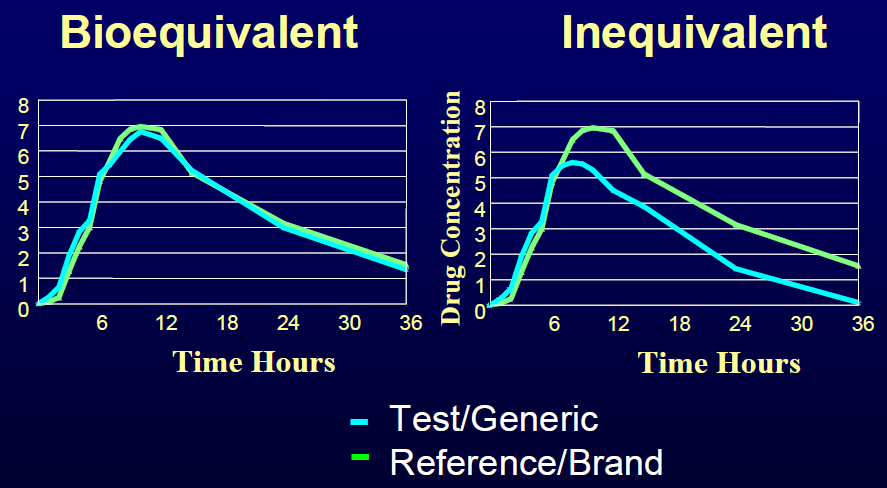 Bioequivalent
Inequivalent
8
7
6
5
4
3
2
1
0
6 12 18 24 30 36
Time Hours
Drug Concentration
8
7
6
5
4
3
2
1
0
6 12 18 24 30 36
Time Hours
Test/Generic
Reference/Brand